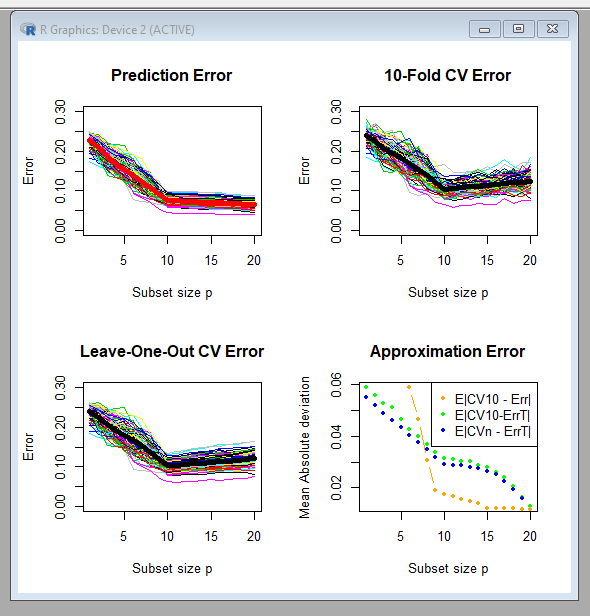 R Graphics: Device 2 (ACTIVE)
Prediction Error
Error
0.00 0.10 0.20 0.30
5 10 15 20
Subset size p
10-Fold CV Error
Error
0.00 0.10 0.20 0.30
5 10 15 20
Subset size p
Leave-One-Out CV Error
Error
0.00 0.10 0.20 0.30
5 10 15 20
Subset size p
Approximation Error
Mean Absolute deviation
0.02 0.04 0.06
E|CV10 - Err|
E|CV10-ErrT|
E|CVn - ErrT|
5 10 15 20
Subset size p